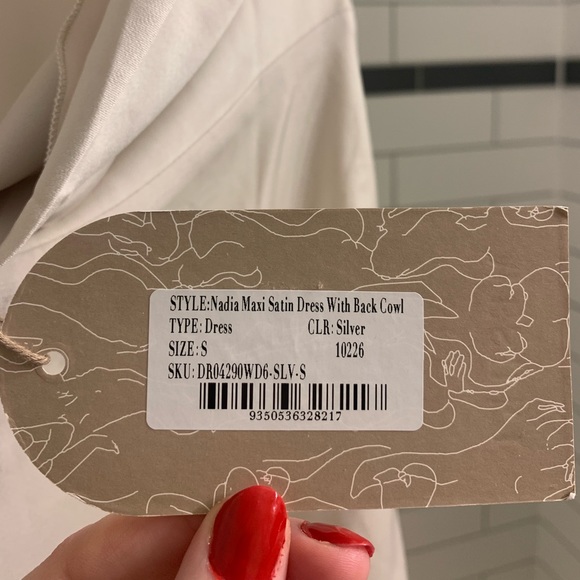 STYLE:Nadia Maxi Satin Dress With Back Cowl
TYPE: Dress CLR: Silver
SIZE: S 10226
SKU: DR04290WD6-SLV-S
9350536328217